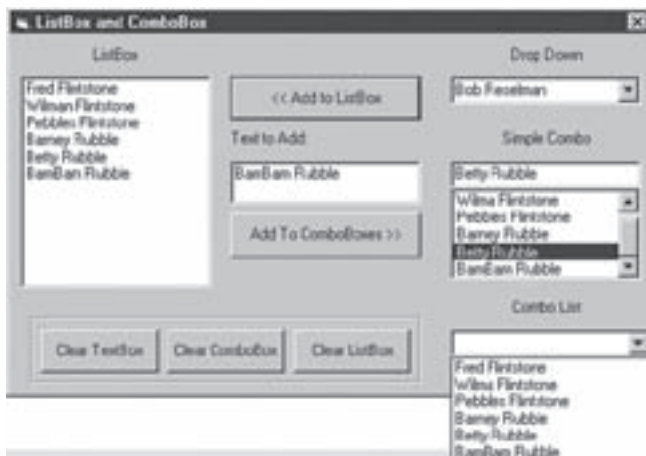 ListBox and ComboBox
ListBox
Fred Flintstone
Wilman Flintstone
Pebbles Flintstone
Barney Rubble
Betty Rubble
BamBam Rubble
<< Add to ListBox
Text to Add:
BamBam Rubble
Add To ComboBoxes >>
Clear TextBox
Clear ComboBox
Clear ListBox
Drop Down
Bob Reselman
Simple Combo
Betty Rubble
Wilma Flintstone
Pebbles Flintstone
Barney Rubble
Betty Rubble
BamBam Rubble
Combo List
Fred Flintstone
Wilma Flintstone
Pebbles Flintstone
Barney Rubble
Betty Rubble
BamBam Rubble